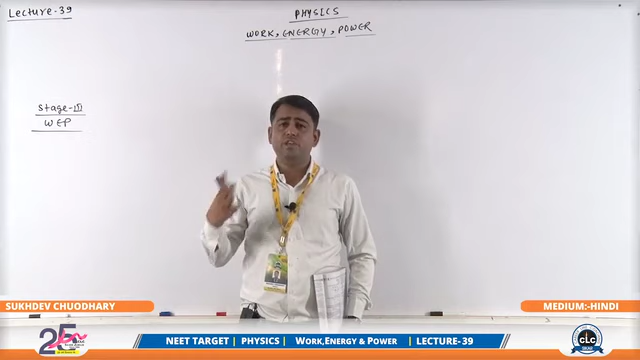 Lecture-39
PHYSICS
WORK, ENERGY, POWER
Stage-III
WEP
SUKHDEV CHUODHARY
MEDIUM:-HINDI
25
NEET TARGET | PHYSICS | WORK,ENERGY & POWER | LECTURE-39
CLC